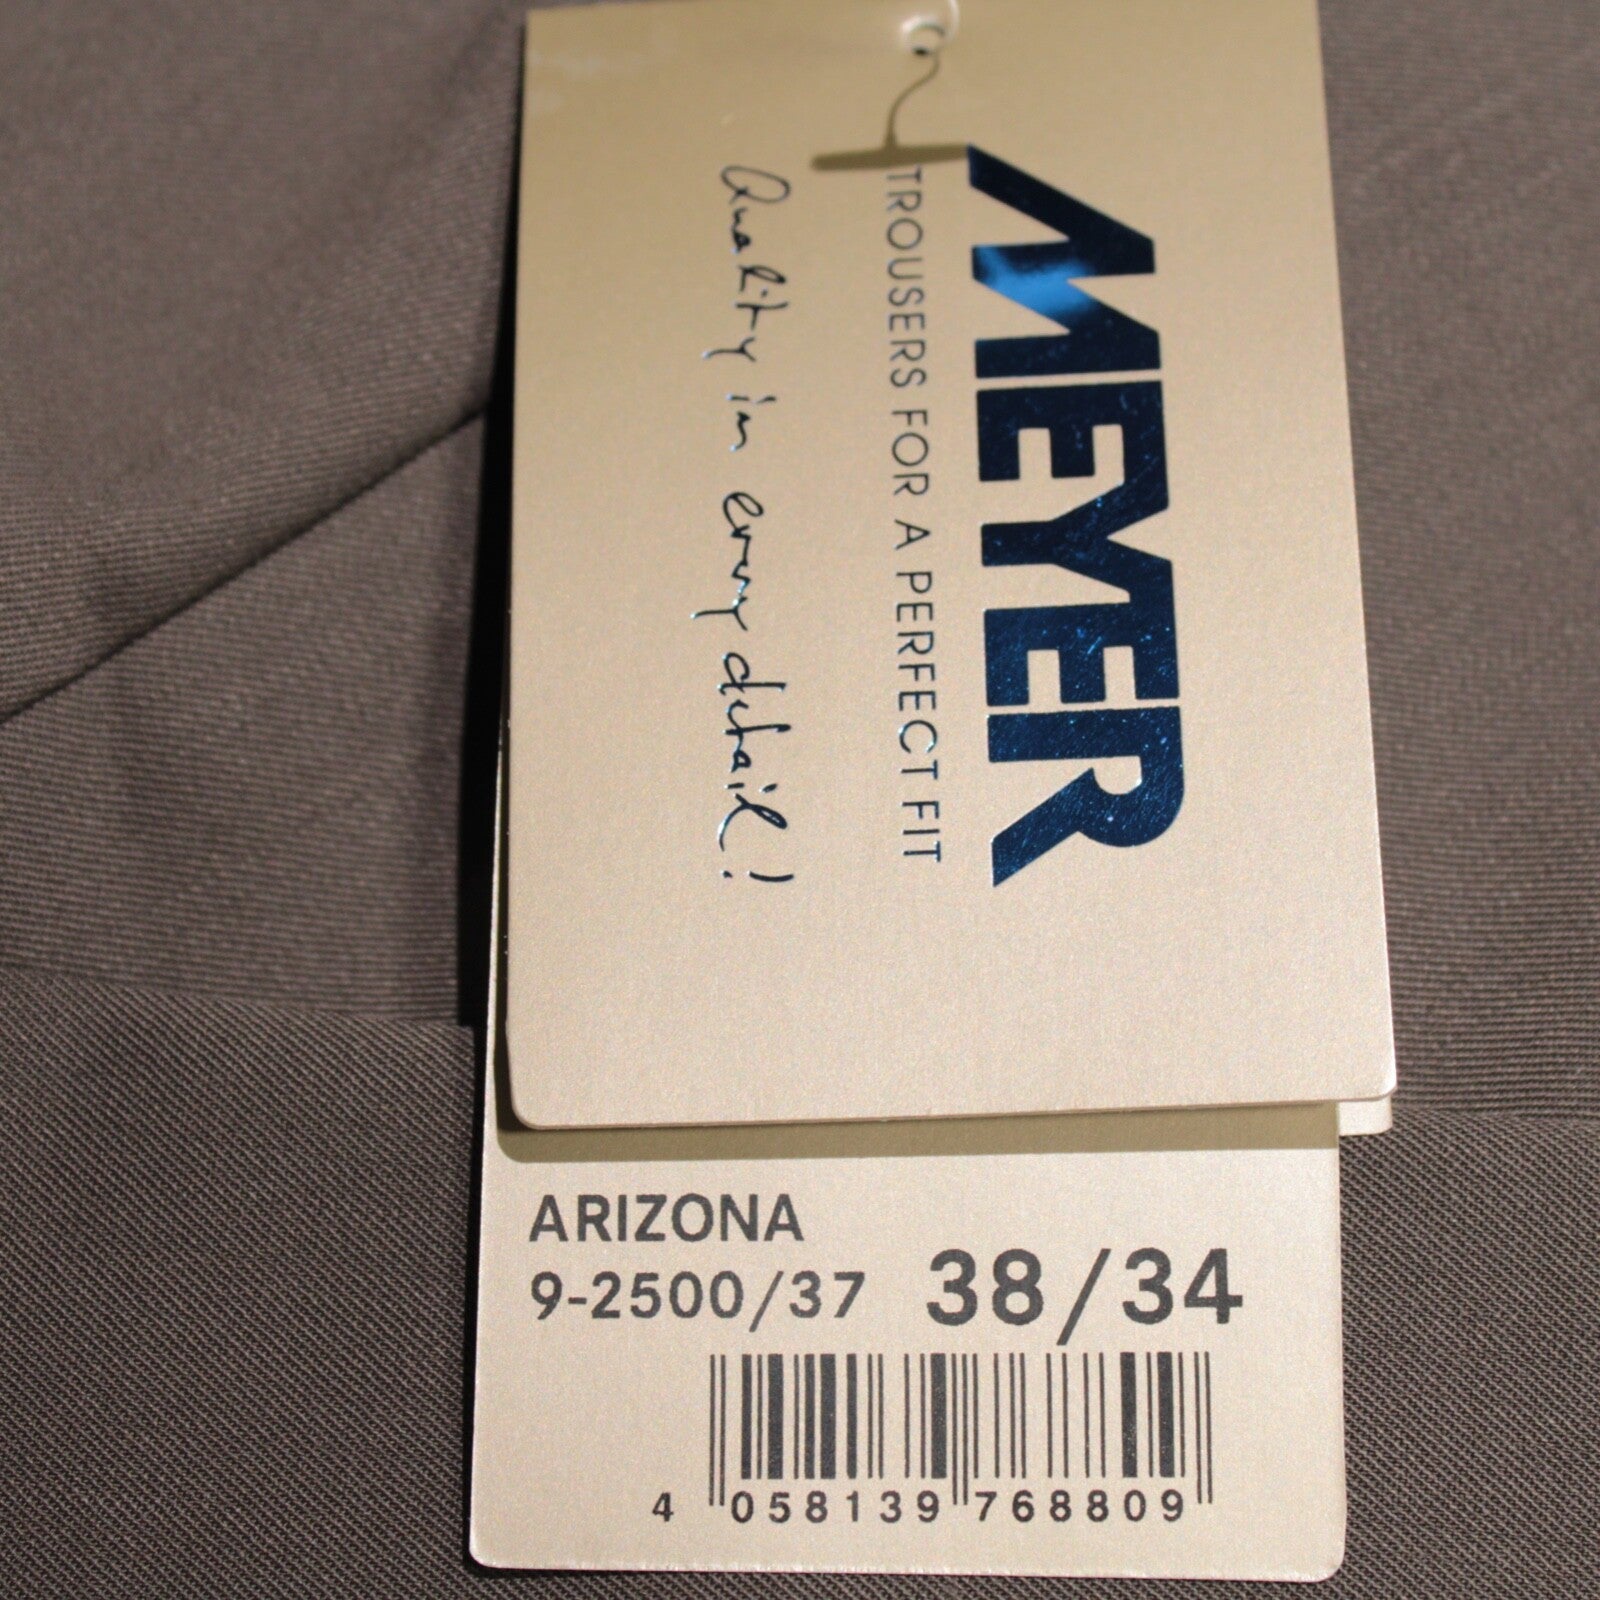 MEYER
TROUSERS FOR A PERFECT FIT
Quality in every detail!
ARIZONA
9-2500/37 38/34
4 058139 768809